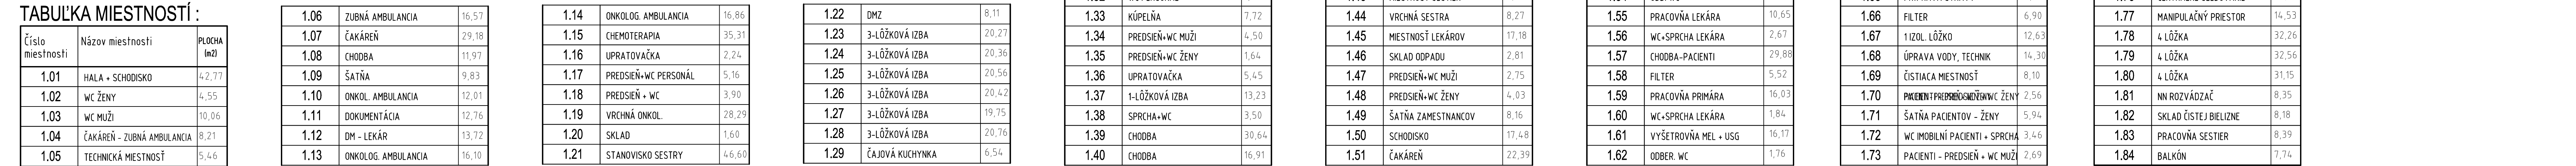 TABUĽKA MIESTNOSTÍ :
Číslo miestnosti Názov miestnosti PLOCHA (m2)
1.01 HALA + SCHODISKO 42,77
1.02 WC ŽENY 4,55
1.03 WC MUŽI 10,06
1.04 ČAKÁREŇ - ZUBNÁ AMBULANCIA 8,21
1.05 TECHNICKÁ MIESTNOSŤ 5,46
1.06 ZUBNÁ AMBULANCIA 16,57
1.07 ČAKÁREŇ 29,18
1.08 CHODBA 11,97
1.09 ŠATŇA 9,83
1.10 ONKOL. AMBULANCIA 12,01
1.11 DOKUMENTÁCIA 12,76
1.12 DM - LEKÁR 13,72
1.13 ONKOLOG. AMBULANCIA 16,10
1.14 ONKOLOG. AMBULANCIA 16,86
1.15 CHEMOTERAPIA 35,31
1.16 UPRATOVAČKA 2,24
1.17 PREDSIEŇ+WC PERSONÁL 5,16
1.18 PREDSIEŇ + WC 3,90
1.19 VRCHNÁ ONKOL. 28,29
1.20 SKLAD 1,60
1.21 STANOVISKO SESTRY 46,60
1.22 DMZ 8,11
1.23 3-LÔŽKOVÁ IZBA 20,27
1.24 3-LÔŽKOVÁ IZBA 20,36
1.25 3-LÔŽKOVÁ IZBA 20,56
1.26 3-LÔŽKOVÁ IZBA 20,42
1.27 3-LÔŽKOVÁ IZBA 19,75
1.28 3-LÔŽKOVÁ IZBA 20,76
1.29 ČAJOVÁ KUCHYNKA 6,54
1.33 KÚPEĽŇA 7,72
1.34 PREDSIEŇ+WC MUŽI 4,50
1.35 PREDSIEŇ+WC ŽENY 1,64
1.36 UPRATOVAČKA 5,45
1.37 1-LÔŽKOVÁ IZBA 13,23
1.38 SPRCHA+WC 3,50
1.39 CHODBA 30,64
1.40 CHODBA 16,91
1.44 VRCHNÁ SESTRA 8,27
1.45 MIESTNOSŤ LEKÁROV 17,18
1.46 SKLAD ODPADU 2,81
1.47 PREDSIEŇ+WC MUŽI 2,75
1.48 PREDSIEŇ+WC ŽENY 4,03
1.49 ŠATŇA ZAMESTNANCOV 8,16
1.50 SCHODISKO 17,48
1.51 ČAKÁREŇ 22,39
1.55 PRACOVŇA LEKÁRA 10,65
1.56 WC+SPRCHA LEKÁRA 2,67
1.57 CHODBA-PACIENTI 29,88
1.58 FILTER 5,52
1.59 PRACOVŇA PRIMÁRA 16,03
1.60 WC+SPRCHA LEKÁRA 1,84
1.61 VYŠETROVŇA MEL + USG 16,17
1.62 ODBER. WC 1,76
1.66 FILTER 6,90
1.67 1 IZOL. LÔŽKO 12,63
1.68 ÚPRAVA VODY, TECHNIK 14,30
1.69 ČISTIACA MIESTNOSŤ 8,10
1.70 WC ŽENY 2,56
1.71 ŠATŇA PACIENTOV - ŽENY 5,94
1.72 WC IMOBILNÍ PACIENTI + SPRCHA 3,46
1.73 PACIENTI - PREDSIEŇ + WC MUŽI 2,69
1.77 MANIPULAČNÝ PRIESTOR 14,53
1.78 4 LÔŽKA 32,26
1.79 4 LÔŽKA 32,56
1.80 4 LÔŽKA 31,15
1.81 NN ROZVÁDZAČ 8,35
1.82 SKLAD ČISTEJ BIELIZNE 8,18
1.83 PRACOVŇA SESTIER 8,39
1.84 BALKÓN 7,74